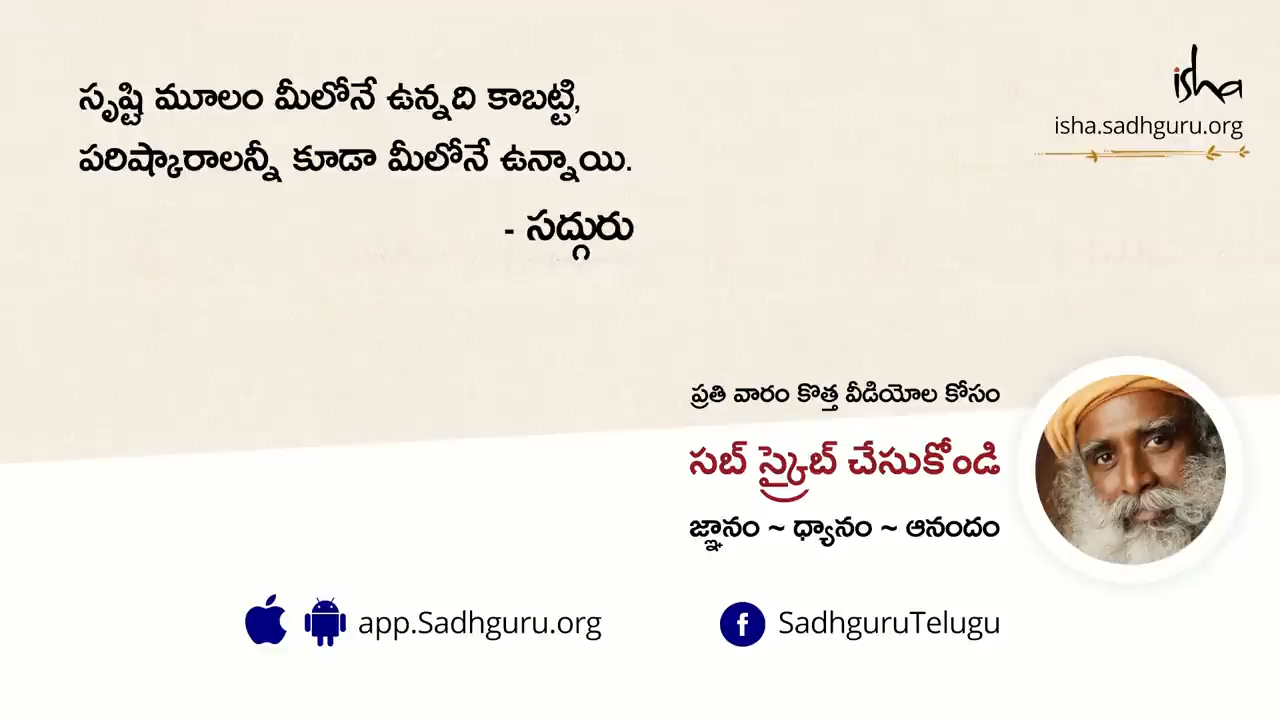 సృష్టి మూలం మీలోనే ఉన్నది కాబట్టి,
పరిష్కారాలన్నీ కూడా మీలోనే ఉన్నాయి.
- సద్గురు
isha
isha.sadhguru.org
ప్రతి వారం కొత్త వీడియోల కోసం
సబ్ స్క్రైబ్ చేసుకోండి
జ్ఞానం ~ ధ్యానం ~ ఆనందం
app.Sadhguru.org
SadhguruTelugu